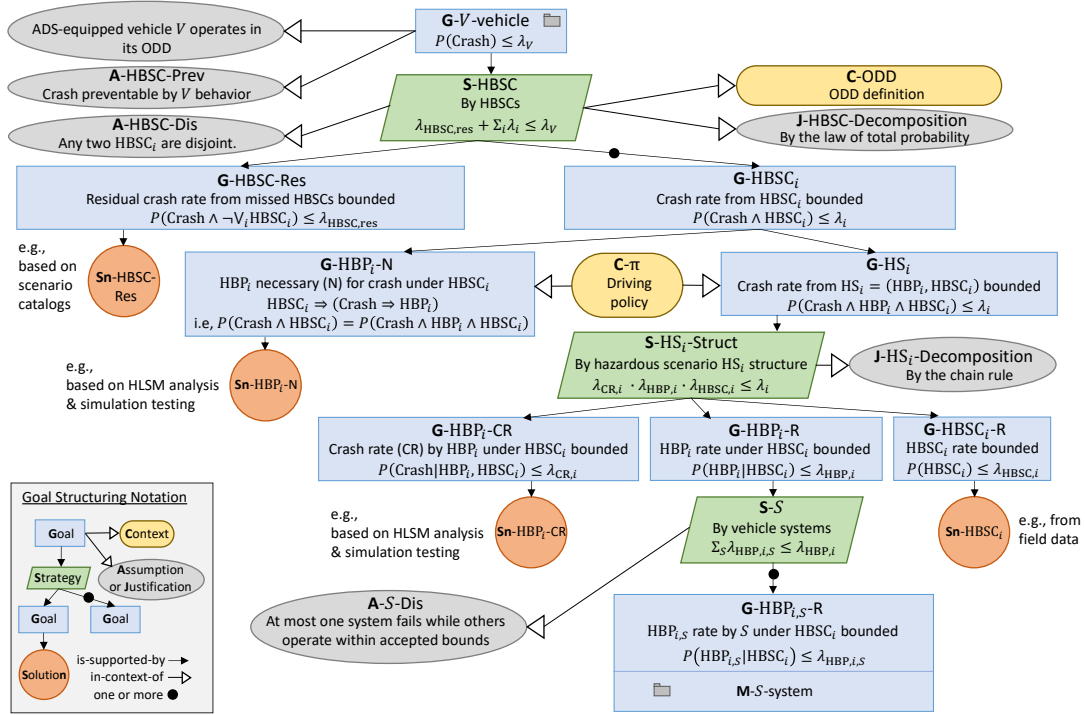 ADS-equipped vehicle V operates in
its ODD
G-V-vehicle
P(Crash) ≤ λ_V
A-HBSC-Prev
Crash preventable by V behavior
S-HBSC
By HBSCs
λ_HBSC,res + Σ_i λ_i ≤ λ_V
C-ODD
ODD definition
A-HBSC-Dis
Any two HBSC_i are disjoint.
J-HBSC-Decomposition
By the law of total probability
G-HBSC-Res
Residual crash rate from missed HBSCs bounded
P(Crash ∧ ¬∨_i HBSC_i) ≤ λ_HBSC,res
G-HBSC_i
Crash rate from HBSC_i bounded
P(Crash ∧ HBSC_i) ≤ λ_i
e.g.,
based on
scenario
catalogs
Sn-HBSC-
Res
G-HBP_i-N
HBP_i necessary (N) for crash under HBSC_i
HBSC_i ⇒ (Crash ⇒ HBP_i)
i.e, P(Crash ∧ HBSC_i) = P(Crash ∧ HBP_i ∧ HBSC_i)
C-π
Driving
policy
G-HS_i
Crash rate from HS_i = (HBP_i, HBSC_i) bounded
P(Crash ∧ HBP_i ∧ HBSC_i) ≤ λ_i
e.g.,
based on HLSM analysis
& simulation testing
Sn-HBP_i-N
S-HS_i-Struct
By hazardous scenario HS_i structure
λ_CR,i · λ_HBP,i · λ_HBSC,i ≤ λ_i
J-HS_i-Decomposition
By the chain rule
G-HBP_i-CR
Crash rate (CR) by HBP_i under HBSC_i bounded
P(Crash|HBP_i, HBSC_i) ≤ λ_CR,i
G-HBP_i-R
HBP_i rate under HBSC_i bounded
P(HBP_i|HBSC_i) ≤ λ_HBP,i
G-HBSC_i-R
HBSC_i rate bounded
P(HBSC_i) ≤ λ_HBSC,i
e.g.,
based on HLSM analysis
& simulation testing
Sn-HBP_i-CR
S-S
By vehicle systems
Σ_S λ_HBP,i,S ≤ λ_HBP,i
Sn-HBSC_i
e.g., from
field data
A-S-Dis
At most one system fails while others
operate within accepted bounds
G-HBP_i,S-R
HBP_i,S rate by S under HBSC_i bounded
P(HBP_i,S|HBSC_i) ≤ λ_HBP,i,S
M-S-system
Goal Structuring Notation
Goal
Context
Strategy
Assumption
or Justification
Goal
Goal
Solution
is-supported-by
in-context-of
one or more